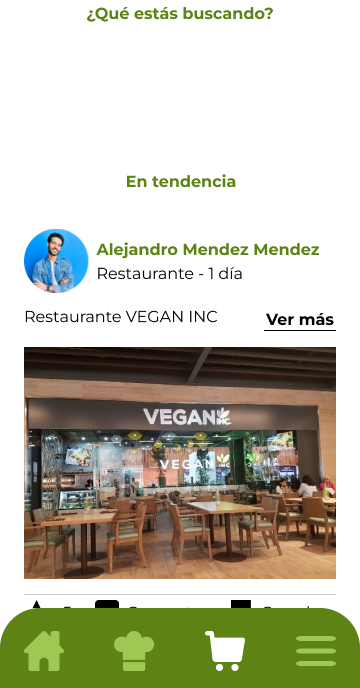 ¿Qué estás buscando?
En tendencia
Alejandro Mendez Mendez
Restaurante - 1 día
Restaurante VEGAN INC
Ver más
VEGAN INC
VEGAN